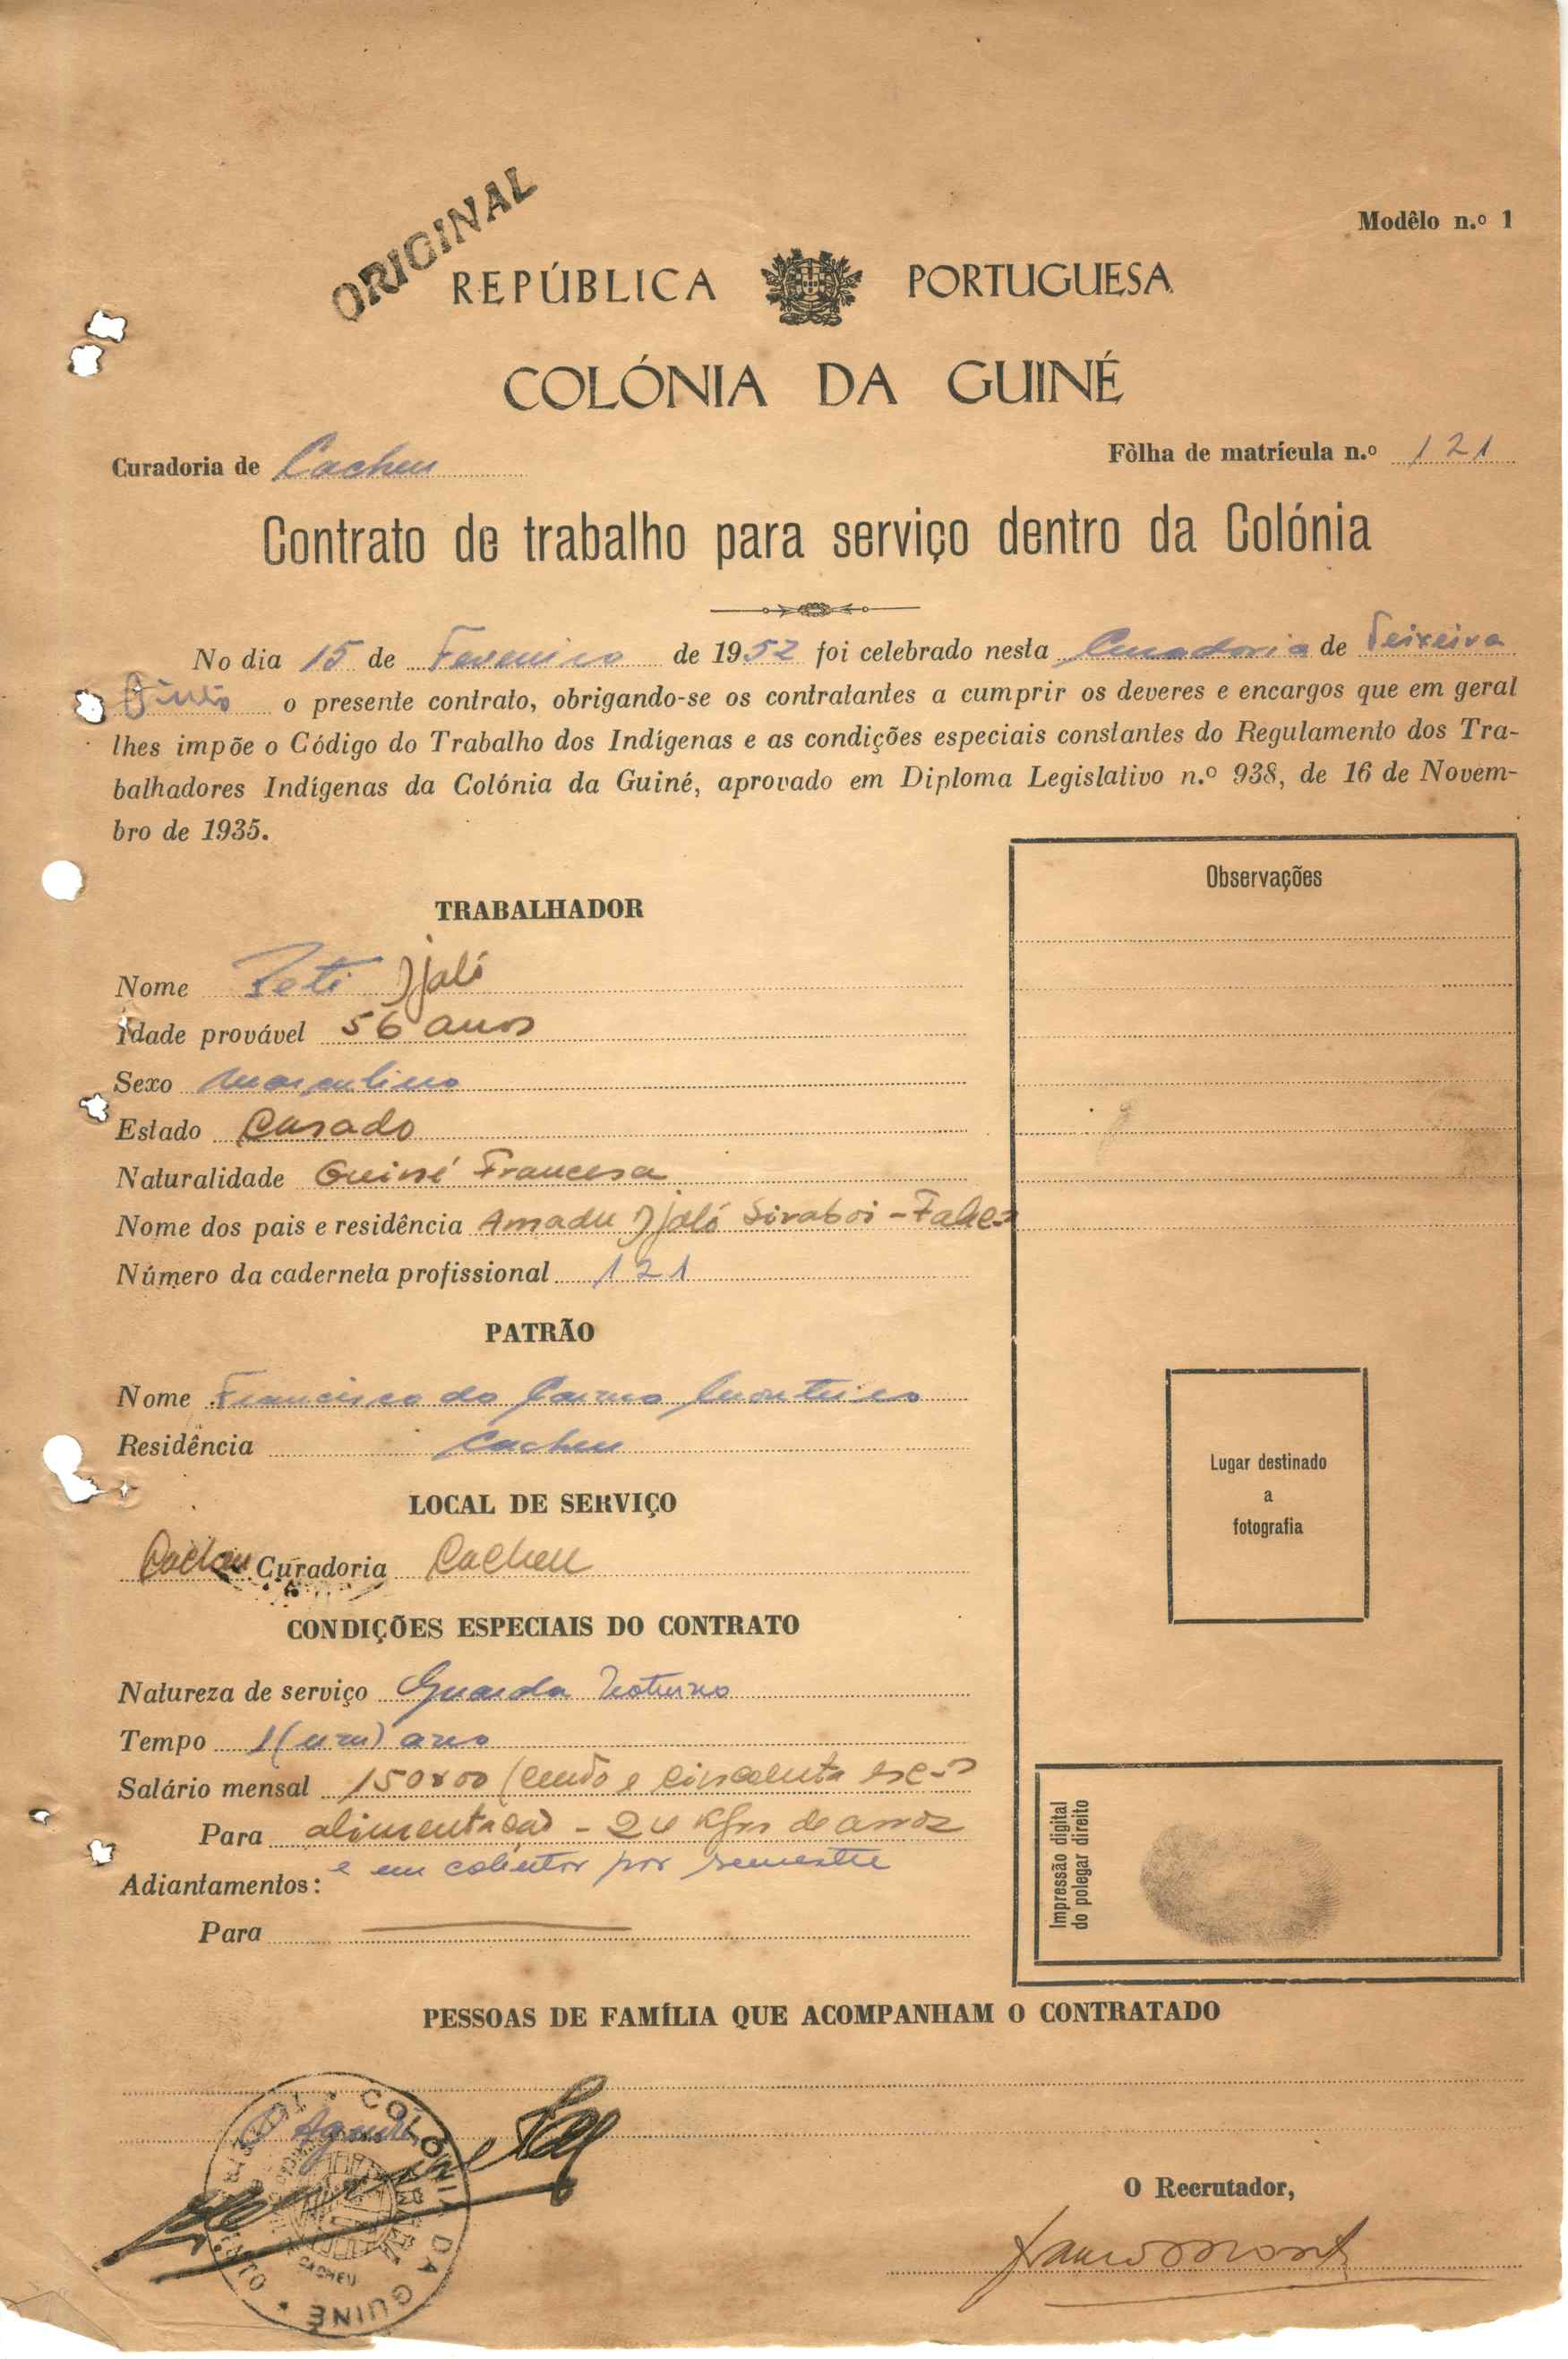 ORIGINAL
Modêlo n.º 1
REPÚBLICA PORTUGUESA
COLÓNIA DA GUINÉ
Curadoria de Cacheu Fôlha de matrícula n.º 121
Contrato de trabalho para serviço dentro da Colónia
No dia 15 de Fevereiro de 1952 foi celebrado nesta Curadoria de Teixeira
Pinto o presente contrato, obrigando-se os contratantes a cumprir os deveres e encargos que em geral
lhes impõe o Código do Trabalho dos Indígenas e as condições especiais constantes do Regulamento dos Tra-
balhadores Indígenas da Colónia da Guiné, aprovado em Diploma Legislativo n.º 938, de 16 de Novem-
bro de 1935.
Observações
TRABALHADOR
Nome Djaló
Idade provável 56 anos
Sexo masculino
Estado Casado
Naturalidade Guiné Francesa
Nome dos pais e residência Amadu Djaló
Número da caderneta profissional 121
PATRÃO
Nome Francisco do Carmo Monteiro
Residência Cacheu
LOCAL DE SERVIÇO
Cacheu Curadoria Cacheu
CONDIÇÕES ESPECIAIS DO CONTRATO
Natureza de serviço Guarda Noturno
Tempo 1 (um) ano
Salário mensal 150$00 (cento e cincoenta
Para alimentação - 24 Kgrs de arroz
e um cobertor por semestre
Adiantamentos:
Para
Lugar destinado
a
fotografia
Impressão digital
do polegar direito
PESSOAS DE FAMÍLIA QUE ACOMPANHAM O CONTRATADO
COLÓNIA DA GUINÉ
CACHEU
O Recrutador,